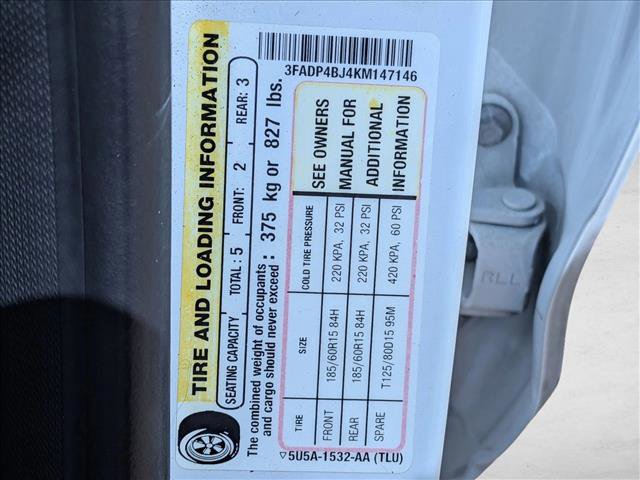 3FADP4BJ4KM147146
TIRE AND LOADING INFORMATION
SEATING CAPACITY TOTAL: 5 FRONT: 2 REAR: 3
The combined weight of occupants
and cargo should never exceed: 375 kg or 827 lbs.
TIRE SIZE COLD TIRE PRESSURE SEE OWNERS
FRONT 185/60R15 84H 220 KPA, 32 PSI MANUAL FOR
REAR 185/60R15 84H 220 KPA, 32 PSI ADDITIONAL
SPARE T125/80D15 95M 420 KPA, 60 PSI INFORMATION
▽5U5A-1532-AA (TLU)
RLL